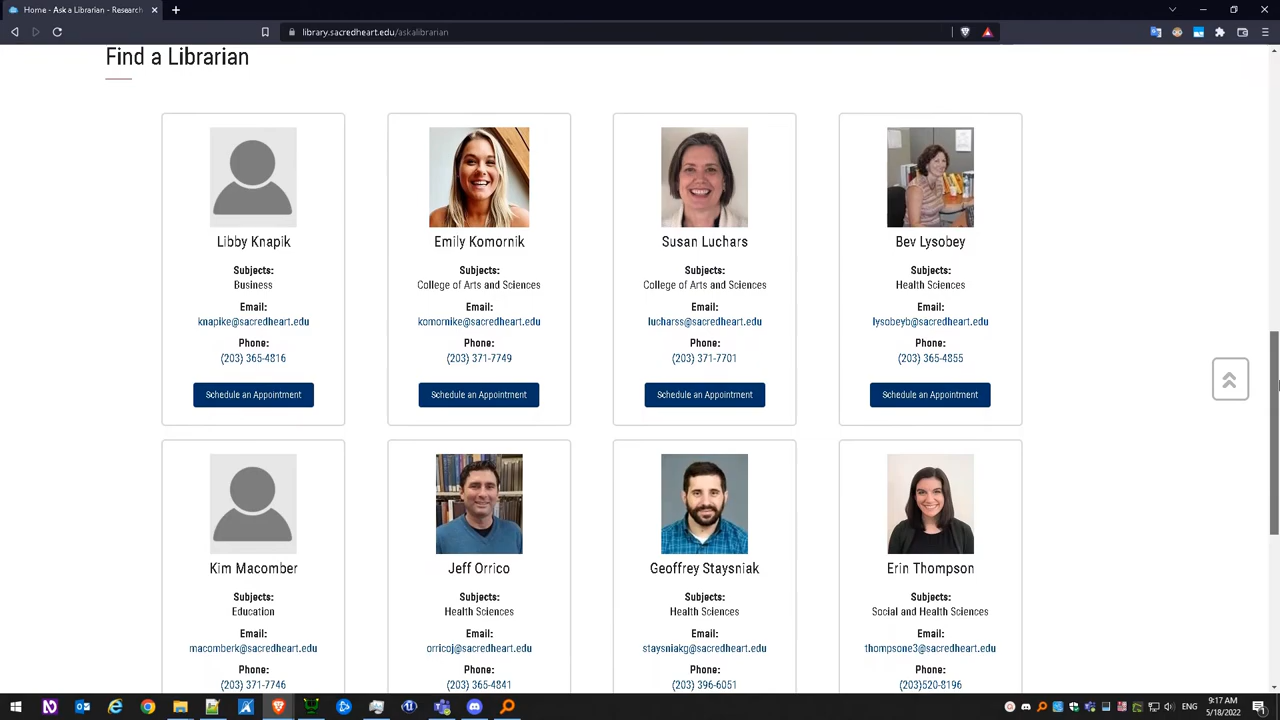 Home - Ask a Librarian - Research
library.sacredheart.edu/askalibrarian
Find a Librarian
Libby Knapik
Subjects:
Business
Email:
knapike@sacredheart.edu
Phone:
(203) 365-4816
Schedule an Appointment
Emily Komornik
Subjects:
College of Arts and Sciences
Email:
komornike@sacredheart.edu
Phone:
(203) 371-7749
Schedule an Appointment
Susan Luchars
Subjects:
College of Arts and Sciences
Email:
lucharss@sacredheart.edu
Phone:
(203) 371-7701
Schedule an Appointment
Bev Lysobey
Subjects:
Health Sciences
Email:
lysobeyb@sacredheart.edu
Phone:
(203) 365-4855
Schedule an Appointment
Kim Macomber
Subjects:
Education
Email:
macomberk@sacredheart.edu
Phone:
(203) 371-7746
Jeff Orrico
Subjects:
Health Sciences
Email:
orricoj@sacredheart.edu
Phone:
(203) 365-4841
Geoffrey Staysniak
Subjects:
Health Sciences
Email:
staysniakg@sacredheart.edu
Phone:
(203) 396-6051
Erin Thompson
Subjects:
Social and Health Sciences
Email:
thompsone3@sacredheart.edu
Phone:
(203)520-8196
ENG
9:17 AM
5/18/2022